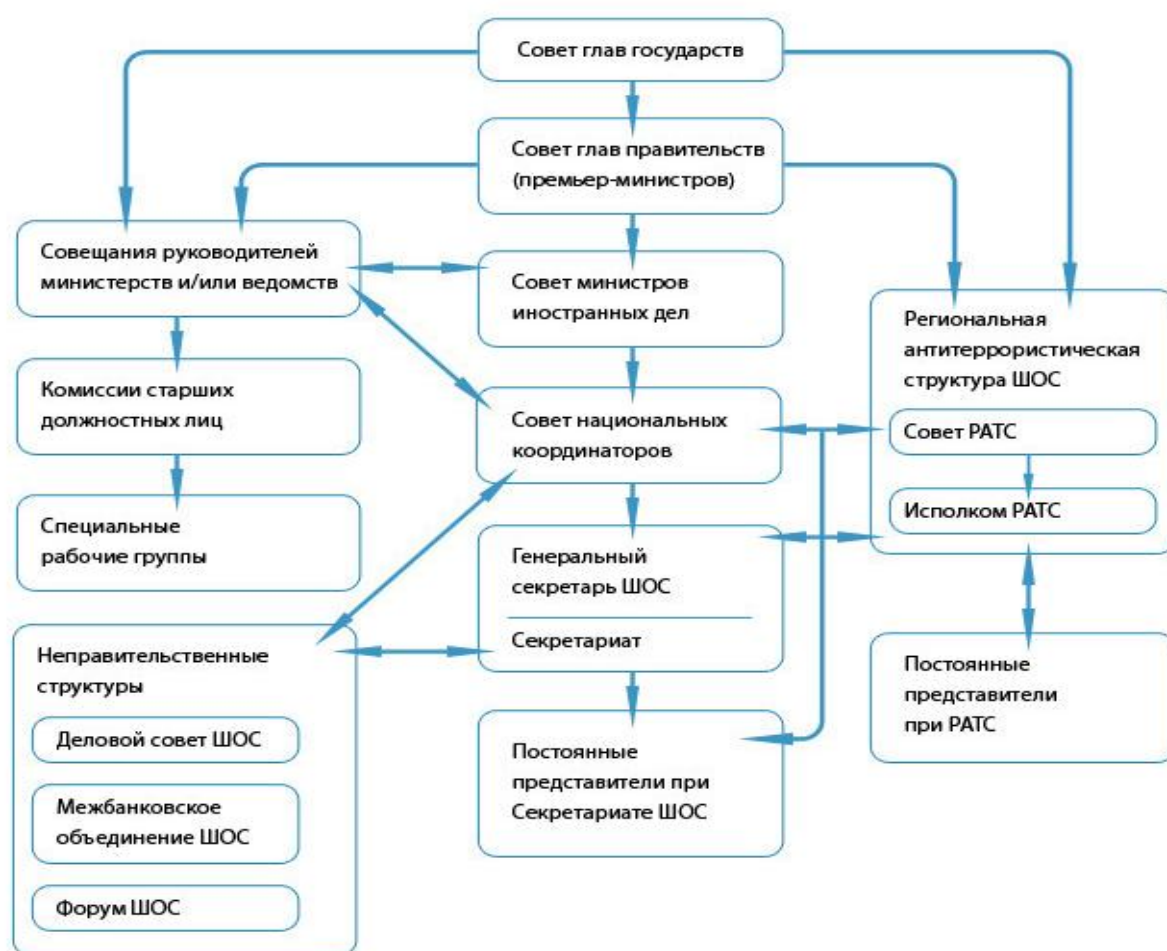 Совет глав государств
Совет глав правительств
(премьер-министров)
Совещания руководителей
министерств и/или ведомств
Совет министров
иностранных дел
Региональная
антитеррористическая
структура ШОС
Совет РАТС
Исполком РАТС
Комиссии старших
должностных лиц
Совет национальных
координаторов
Специальные
рабочие группы
Генеральный
секретарь ШОС
Секретариат
Неправительственные
структуры
Деловой совет ШОС
Межбанковское
объединение ШОС
Форум ШОС
Постоянные
представители при
Секретариате ШОС
Постоянные
представители
при РАТС